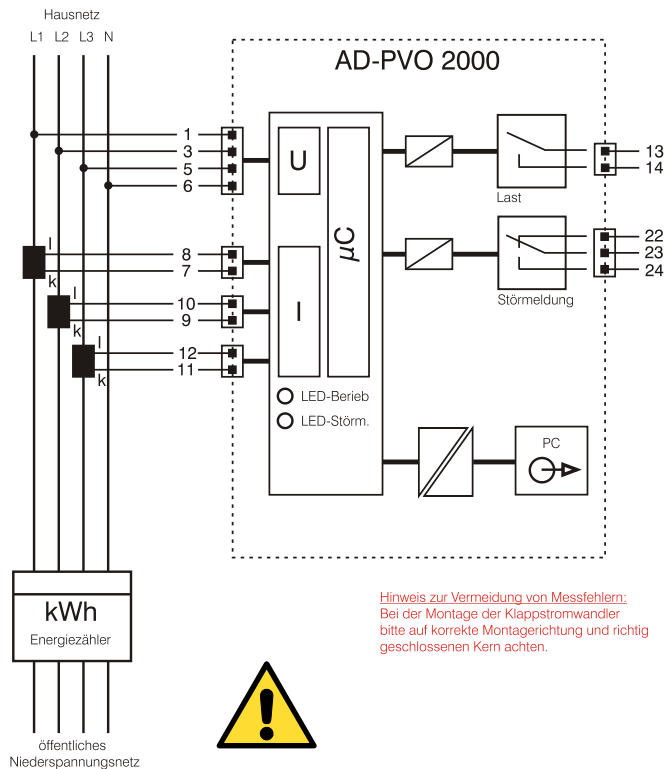 Hausnetz
L1 L2 L3 N
AD-PVO 2000
1
3
5
6
U
µC
13
14
Last
l
8
7
k
I
22
23
24
Störmeldung
l
10
9
k
l
12
11
k
LED-Berieb
LED-Störm.
PC
kWh
Energiezähler
Hinweis zur Vermeidung von Messfehlern:
Bei der Montage der Klappstromwandler
bitte auf korrekte Montagerichtung und richtig
geschlossenen Kern achten.
!
öffentliches
Niederspannungsnetz